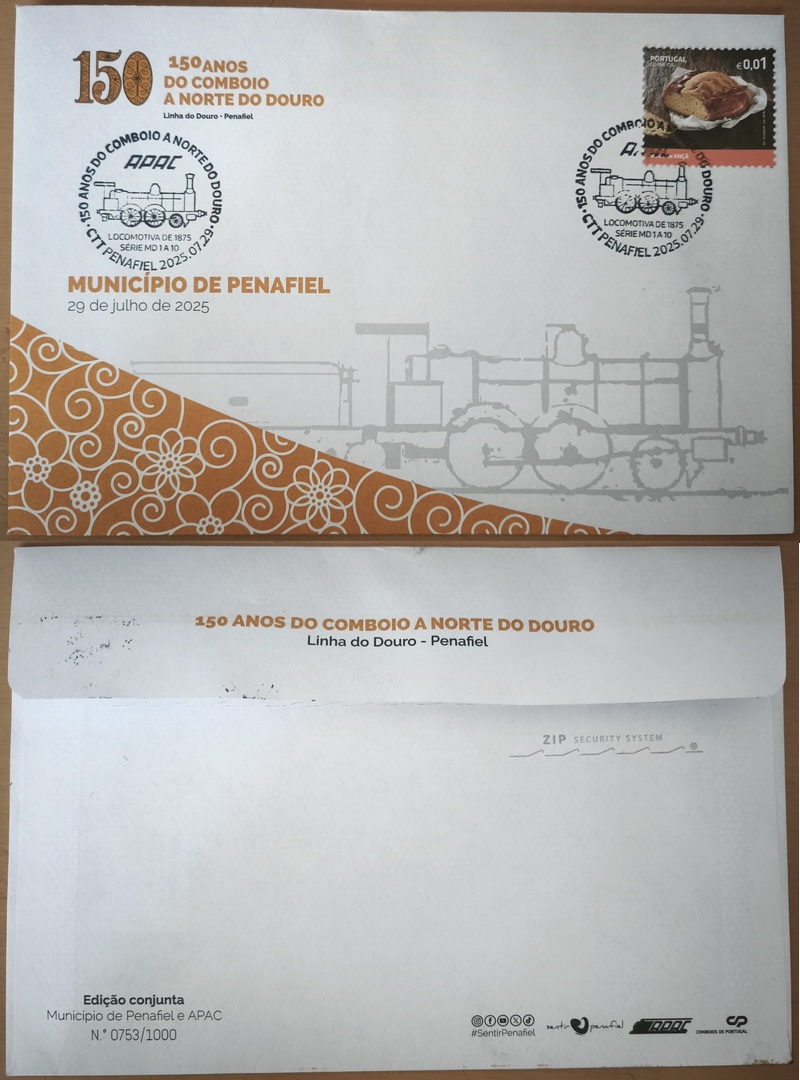 150
150 ANOS
DO COMBOIO
A NORTE DO DOURO
Linha do Douro · Penafiel
PORTUGAL
€0,01
150 ANOS DO COMBOIO A NORTE DO DOURO
APAC
LOCOMOTIVA DE 1875
SÉRIE MD 1 A 10
CTT PENAFIEL 2025.07.29
150 ANOS DO COMBOIO A NORTE DO DOURO
LOCOMOTIVA DE 1875
SÉRIE MD 1 A 10
CTT PENAFIEL 2025.07.29
MUNICÍPIO DE PENAFIEL
29 de julho de 2025
150 ANOS DO COMBOIO A NORTE DO DOURO
Linha do Douro - Penafiel
ZIP SECURITY SYSTEM
®
Edição conjunta
Município de Penafiel e APAC
N.° 0753/1000
#SentirPenafiel
sentir penafiel
APAC
CP
COMBOIOS DE PORTUGAL